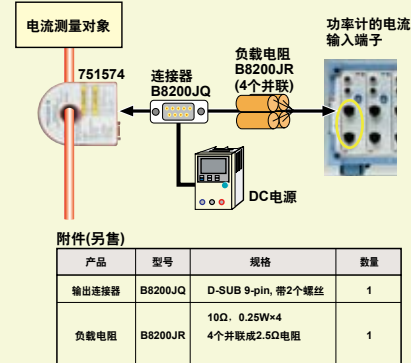 电流测量对象
功率计的电流
输入端子
751574
连接器
B8200JQ
负载电阻
B8200JR
(4个并联)
DC电源
附件(另售)
产品 型号 规格 数量
输出连接器 B8200JQ D-SUB 9-pin, 带2个螺丝 1
负载电阻 B8200JR 10Ω, 0.25W×4 1
4个并联成2.5Ω电阻